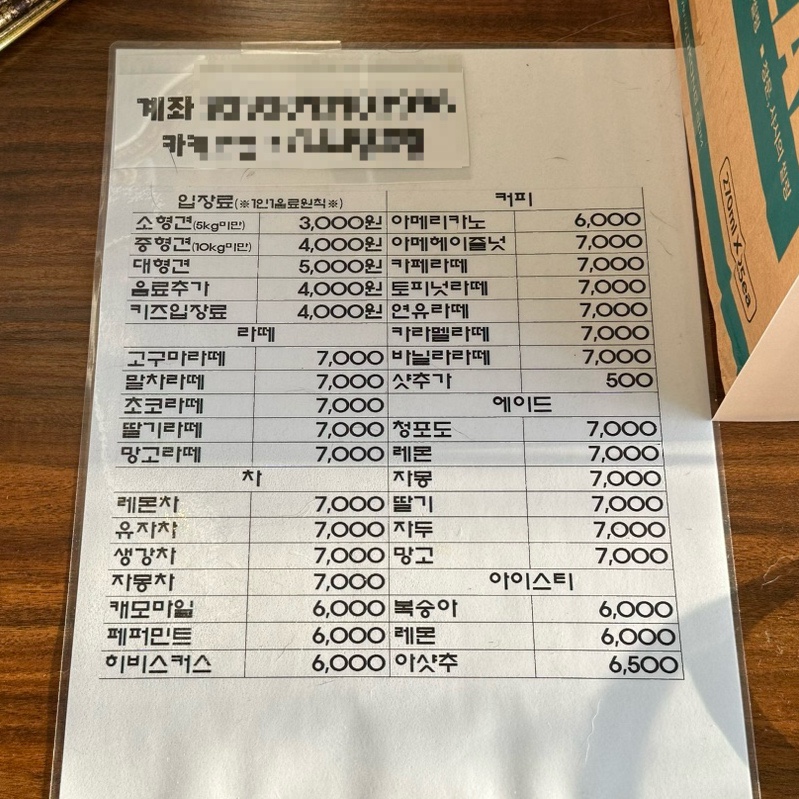 계좌
카카
입장료(※1인1음료원칙※) 커피
소형견(5kg미만) 3,000원 아메리카노 6,000
중형견(10kg미만) 4,000원 아메헤이즐넛 7,000
대형견 5,000원 카페라떼 7,000
음료추가 4,000원 토피넛라떼 7,000
키즈입장료 4,000원 연유라떼 7,000
라떼 카라멜라떼 7,000
고구마라떼 7,000 바닐라라떼 7,000
말차라떼 7,000 샷추가 500
초코라떼 7,000 에이드
딸기라떼 7,000 청포도 7,000
망고라떼 7,000 레몬 7,000
차 자몽 7,000
레몬차 7,000 딸기 7,000
유자차 7,000 자두 7,000
생강차 7,000 망고 7,000
자몽차 7,000 아이스티
캐모마일 6,000 복숭아 6,000
페퍼민트 6,000 레몬 6,000
히비스커스 6,000 아샷추 6,500
270ml X 35ea